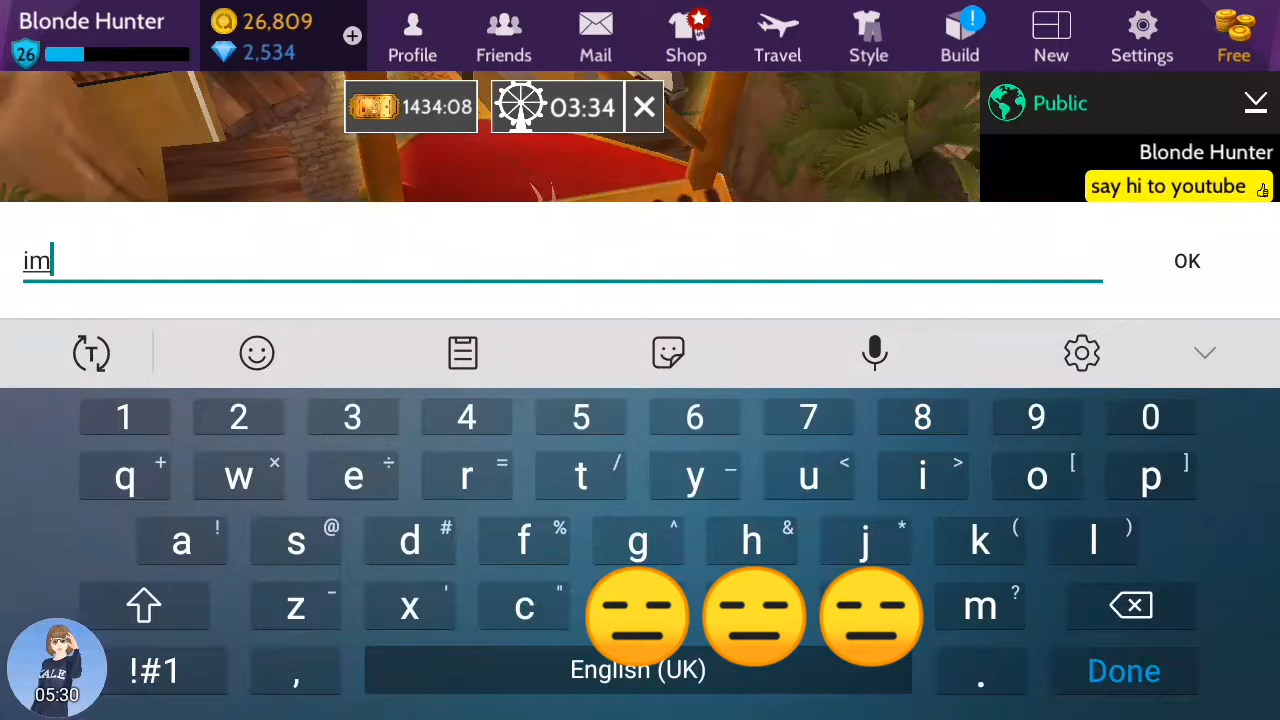 Blonde Hunter
26
26,809
2,534
Profile
Friends
Mail
Shop
Travel
Style
Build
New
Settings
Free
1434:08
03:34
Public
Blonde Hunter
say hi to youtube
im
OK
T
1 2 3 4 5 6 7 8 9 0
q + w × e ÷ r = t / y _ u < i > o [ p ]
a ! s @ d # f % g ^ h & j * k ( l )
z - x ' c " m ?
!#1 , English (UK) . Done
KALE
05:30